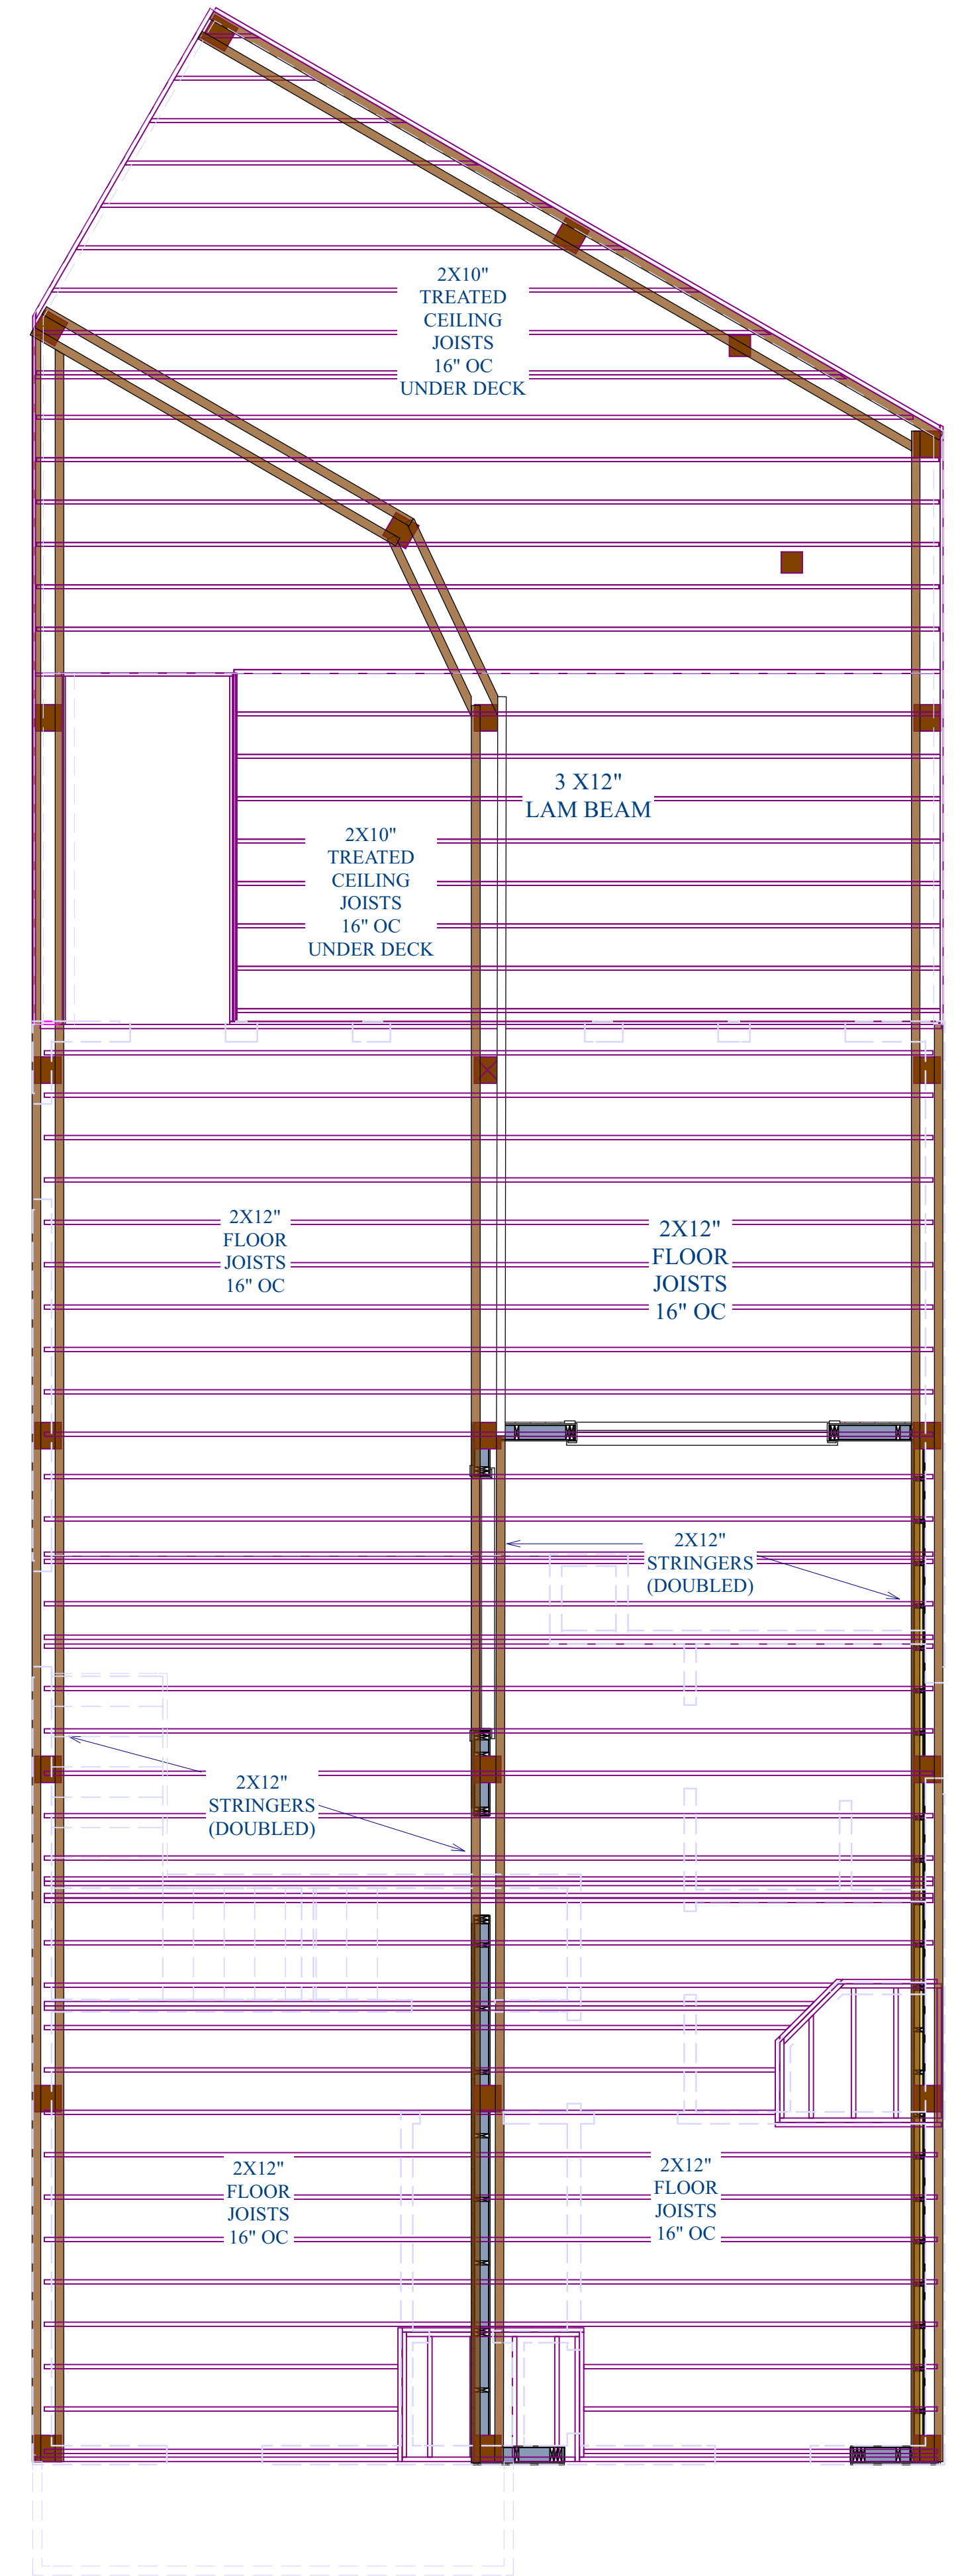 2X10"
TREATED
CEILING
JOISTS
16" OC
UNDER DECK
3 X12"
LAM BEAM
2X10"
TREATED
CEILING
JOISTS
16" OC
UNDER DECK
2X12"
FLOOR
JOISTS
16" OC
2X12"
FLOOR
JOISTS
16" OC
2X12"
STRINGERS
(DOUBLED)
2X12"
STRINGERS
(DOUBLED)
2X12"
FLOOR
JOISTS
16" OC
2X12"
FLOOR
JOISTS
16" OC